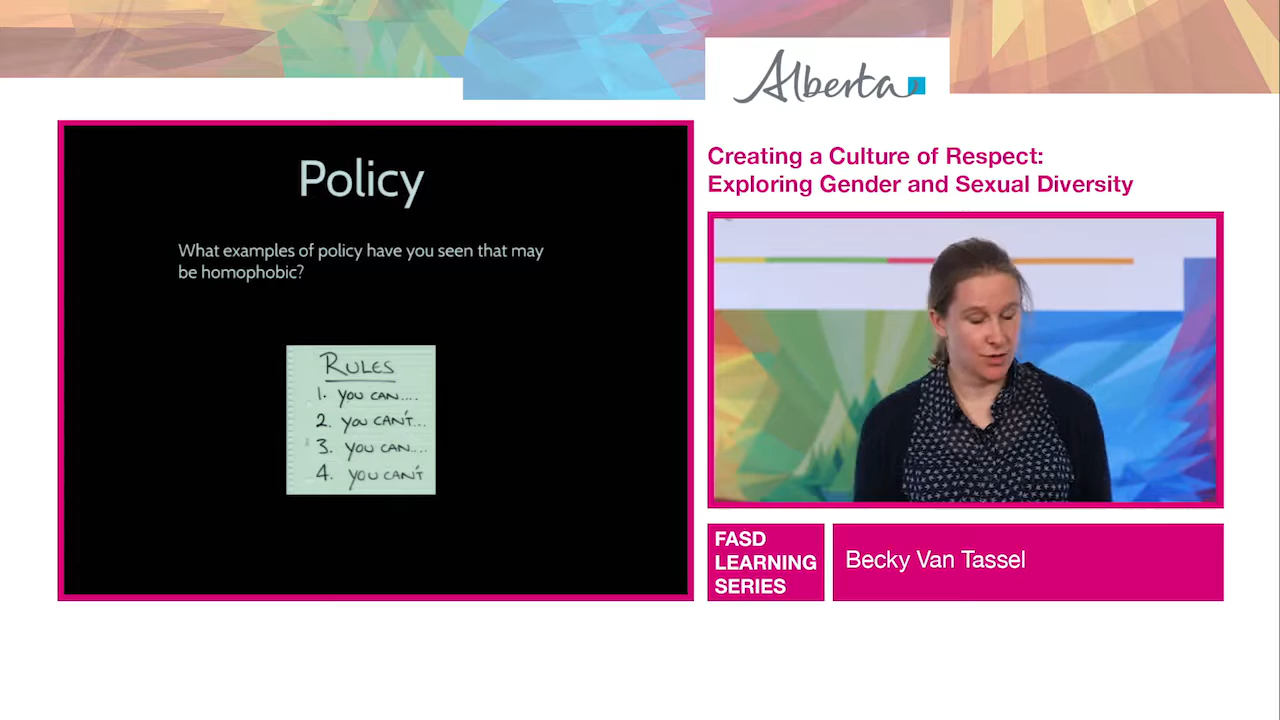 Alberta
Policy
What examples of policy have you seen that may
be homophobic?
RULES
1. YOU CAN....
2. YOU CAN'T...
3. YOU CAN....
4. YOU CAN'T
Creating a Culture of Respect:
Exploring Gender and Sexual Diversity
FASD
LEARNING
SERIES
Becky Van Tassel